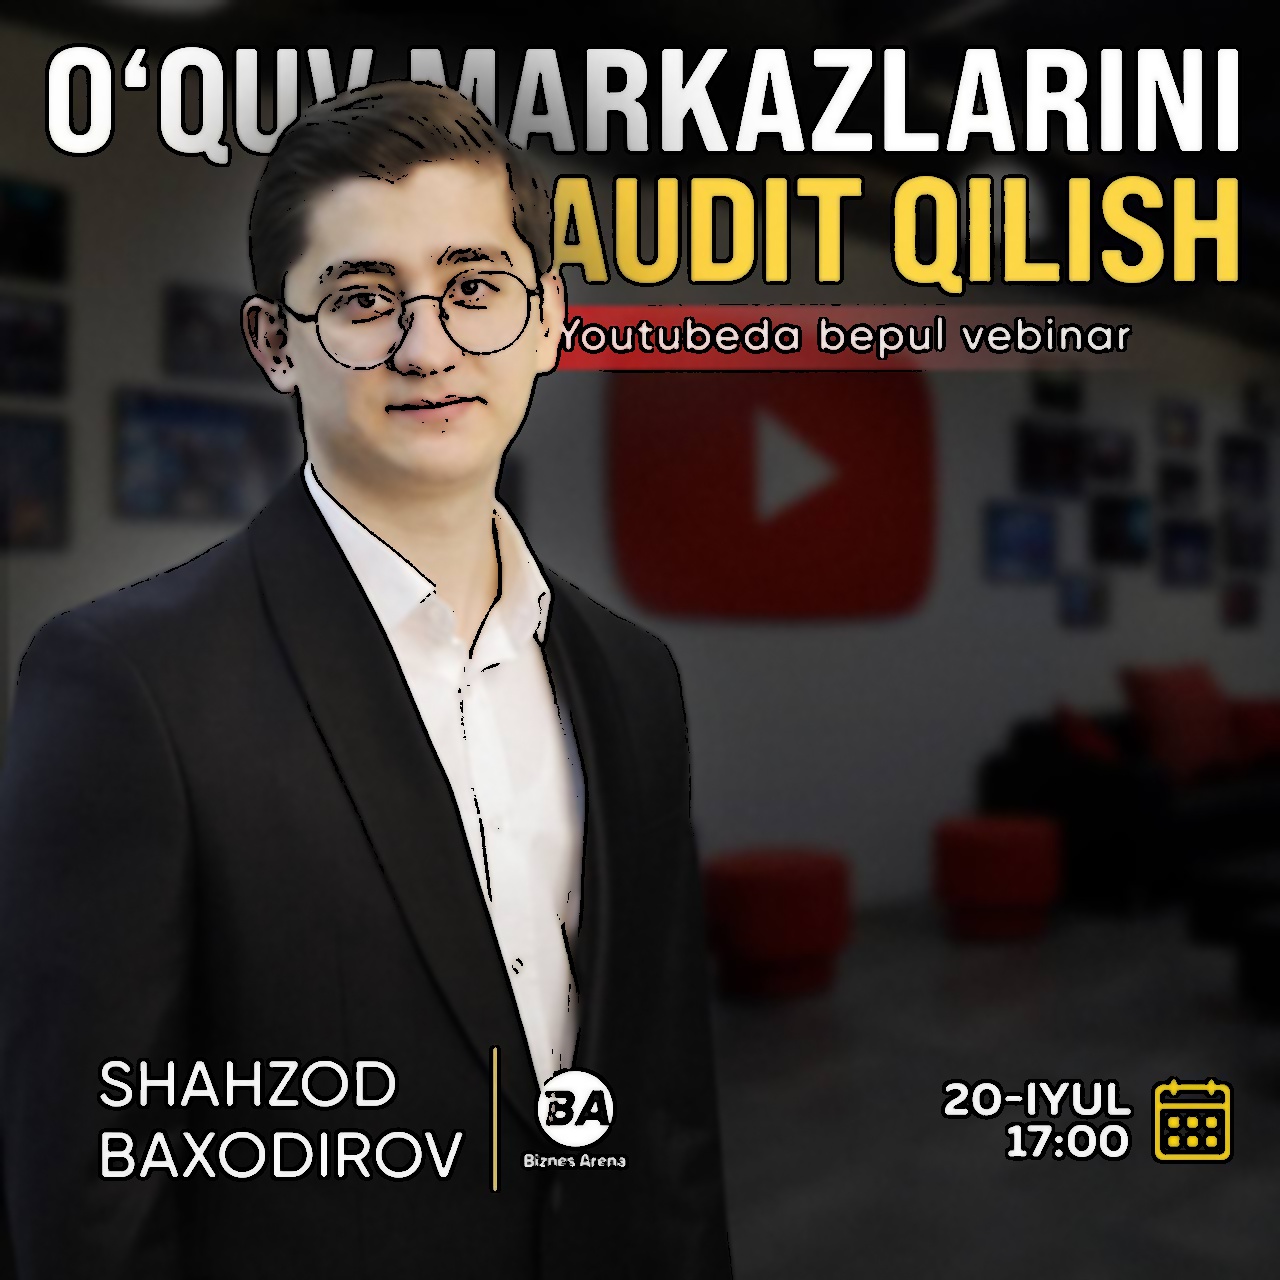 O‘QUV MARKAZLARINI
AUDIT QILISH
Youtubeda bepul vebinar
SHAHZOD
BAXODIROV
BA
Biznes Arena
20-IYUL
17:00